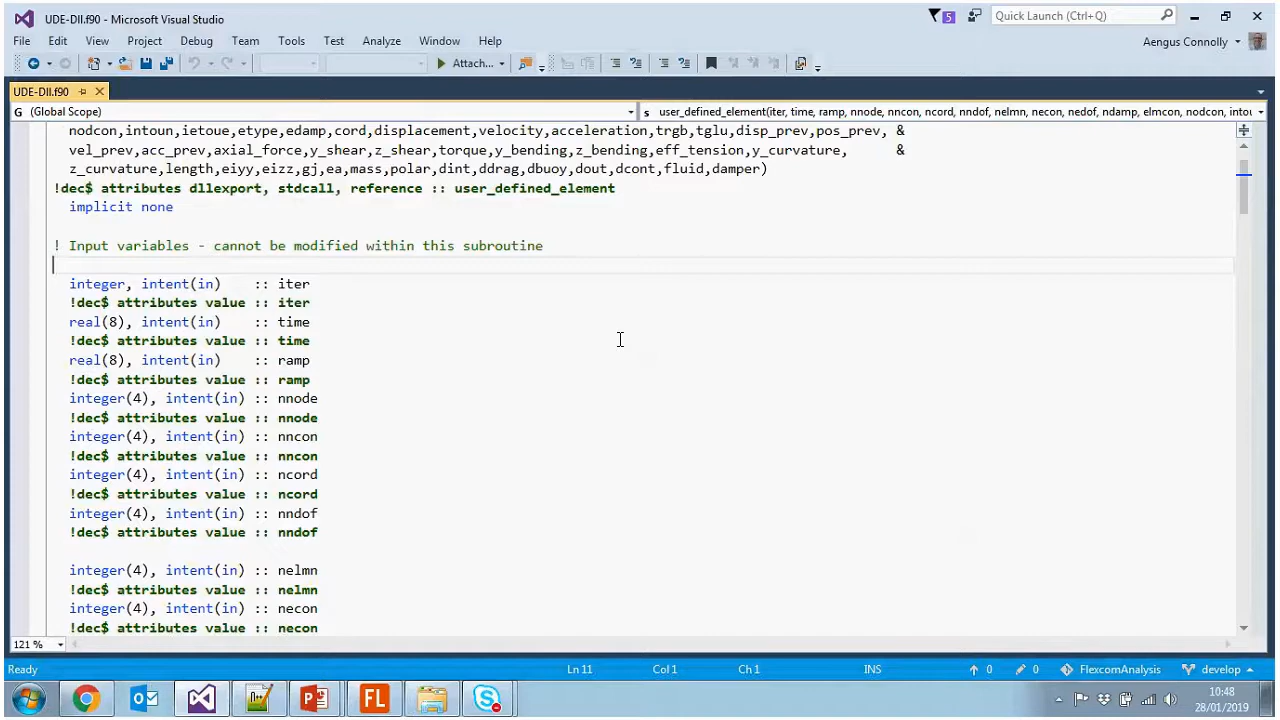 UDE-Dll.f90 - Microsoft Visual Studio
5
Quick Launch (Ctrl+Q)
File Edit View Project Debug Team Tools Test Analyze Window Help
Aengus Connolly
Attach...
UDE-Dll.f90
(Global Scope)
user_defined_element(iter, time, ramp, nnode, nncon, ncord, nndof, nelmn, necon, nedof, ndamp, elmcon, nodcon, intou
nodcon,intoun,ietoue,etype,edamp,cord,displacement,velocity,acceleration,trgb,tglu,disp_prev,pos_prev, &
vel_prev,acc_prev,axial_force,y_shear,z_shear,torque,y_bending,z_bending,eff_tension,y_curvature, &
z_curvature,length,eiyy,eizz,gj,ea,mass,polar,dint,ddrag,dbuoy,dout,dcont,fluid,damper)
!dec$ attributes dllexport, stdcall, reference :: user_defined_element
implicit none
! Input variables - cannot be modified within this subroutine
integer, intent(in) :: iter
!dec$ attributes value :: iter
real(8), intent(in) :: time
!dec$ attributes value :: time
real(8), intent(in) :: ramp
!dec$ attributes value :: ramp
integer(4), intent(in) :: nnode
!dec$ attributes value :: nnode
integer(4), intent(in) :: nncon
!dec$ attributes value :: nncon
integer(4), intent(in) :: ncord
!dec$ attributes value :: ncord
integer(4), intent(in) :: nndof
!dec$ attributes value :: nndof
integer(4), intent(in) :: nelmn
!dec$ attributes value :: nelmn
integer(4), intent(in) :: necon
!dec$ attributes value :: necon
121 %
Ready
Ln 11
Col 1
Ch 1
INS
0
0
FlexcomAnalysis
develop
FL
10:48
28/01/2019